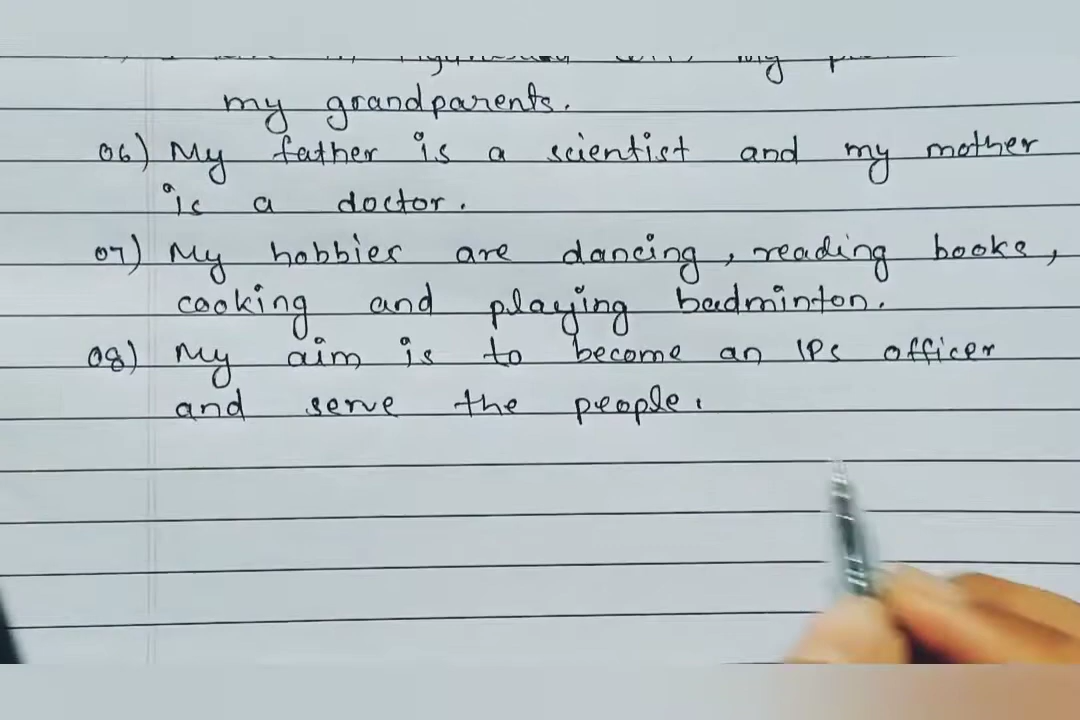 my
my grandparents.
06) My father is a scientist and my mother
is a doctor.
07) My hobbies are dancing, reading books,
cooking and playing badminton.
08) My aim is to become an IPS officer
and serve the people.